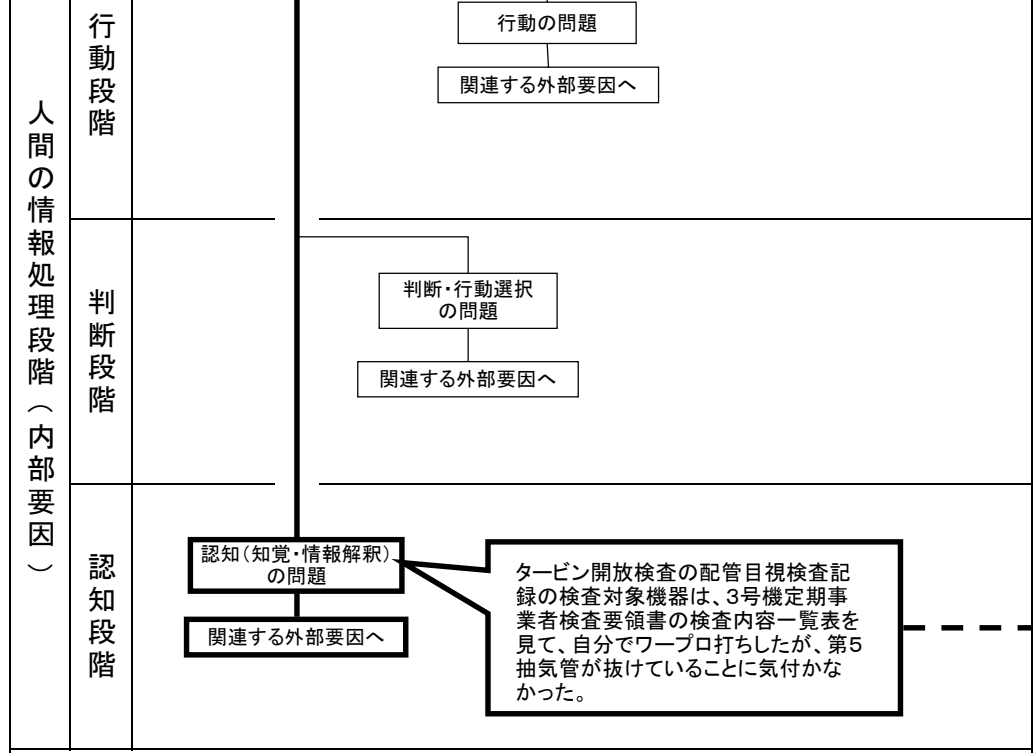 人間の情報処理段階（内部要因）
行動段階
行動の問題
関連する外部要因へ
判断段階
判断・行動選択
の問題
関連する外部要因へ
認知段階
認知（知覚・情報解釈）
の問題
関連する外部要因へ
タービン開放検査の配管目視検査記
録の検査対象機器は、３号機定期事
業者検査要領書の検査内容一覧表を
見て、自分でワープロ打ちしたが、第５
抽気管が抜けていることに気付かな
かった。